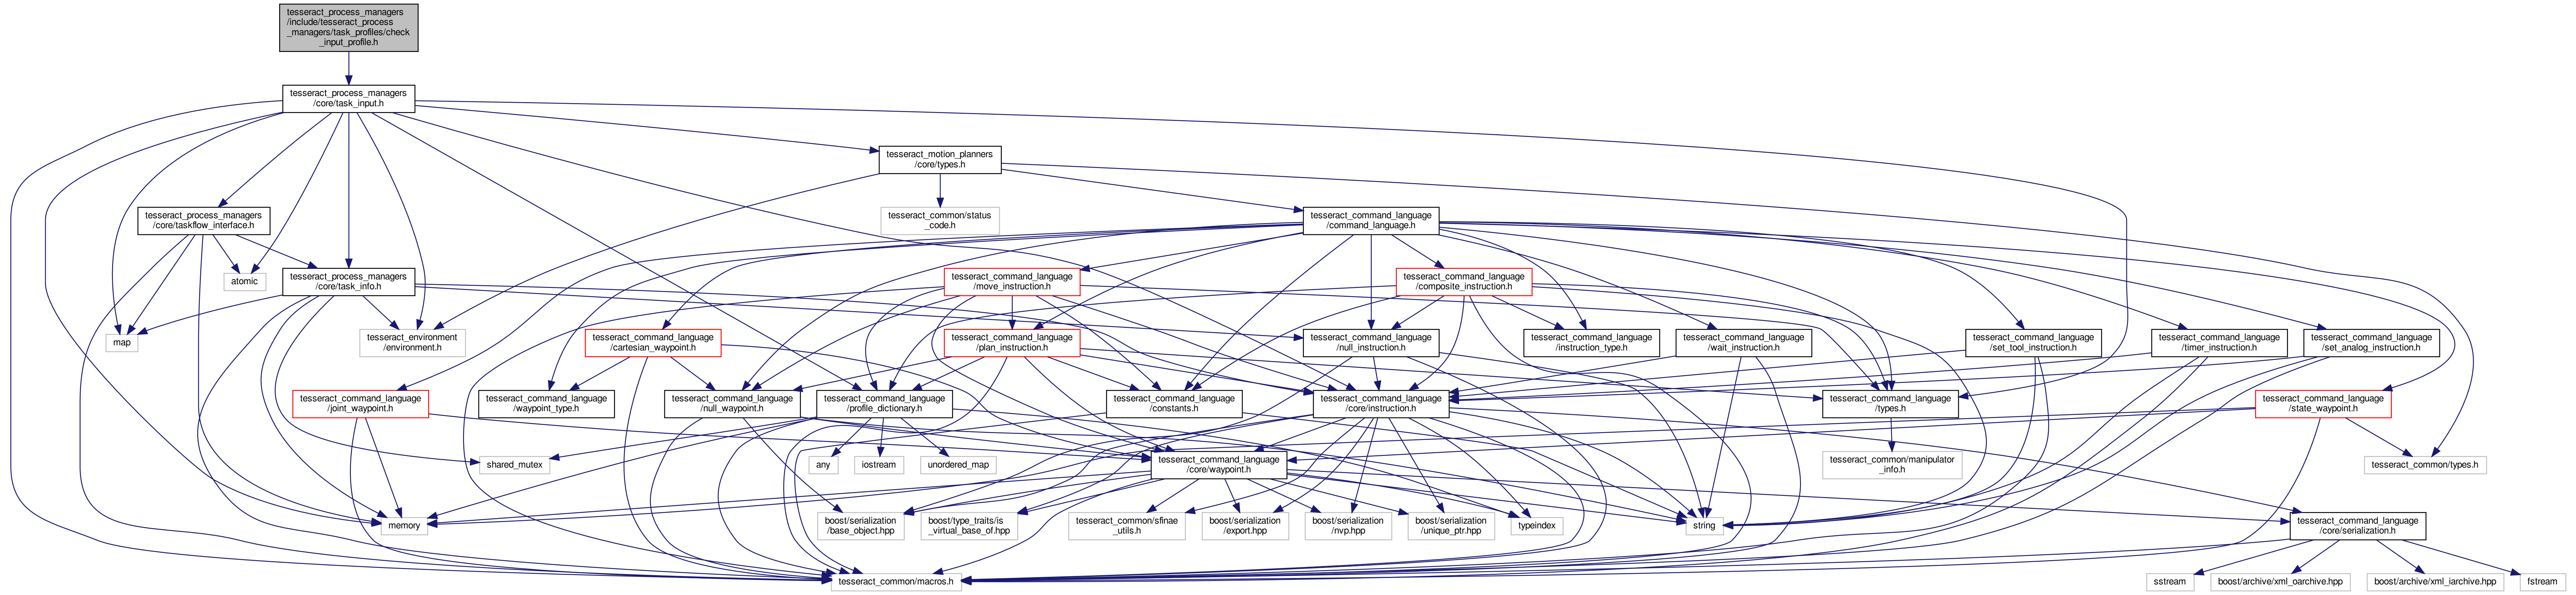 tesseract_process_managers
/include/tesseract_process
_managers/task_profiles/check
_input_profile.h
tesseract_process_managers
/core/task_input.h
tesseract_motion_planners
/core/types.h
tesseract_process_managers
/core/taskflow_interface.h
tesseract_common/status
_code.h
tesseract_command_language
/command_language.h
atomic
tesseract_process_managers
/core/task_info.h
tesseract_command_language
/move_instruction.h
tesseract_command_language
/composite_instruction.h
map
tesseract_environment
/environment.h
tesseract_command_language
/cartesian_waypoint.h
tesseract_command_language
/plan_instruction.h
tesseract_command_language
/null_instruction.h
tesseract_command_language
/instruction_type.h
tesseract_command_language
/wait_instruction.h
tesseract_command_language
/set_tool_instruction.h
tesseract_command_language
/timer_instruction.h
tesseract_command_language
/set_analog_instruction.h
tesseract_command_language
/joint_waypoint.h
tesseract_command_language
/waypoint_type.h
tesseract_command_language
/null_waypoint.h
tesseract_command_language
/profile_dictionary.h
tesseract_command_language
/constants.h
tesseract_command_language
/core/instruction.h
tesseract_command_language
/types.h
tesseract_command_language
/state_waypoint.h
shared_mutex
any
iostream
unordered_map
tesseract_command_language
/core/waypoint.h
tesseract_common/manipulator
_info.h
tesseract_common/types.h
memory
boost/serialization
/base_object.hpp
boost/type_traits/is
_virtual_base_of.hpp
tesseract_common/sfinae
_utils.h
boost/serialization
/export.hpp
boost/serialization
/nvp.hpp
boost/serialization
/unique_ptr.hpp
typeindex
string
tesseract_command_language
/core/serialization.h
tesseract_common/macros.h
sstream
boost/archive/xml_oarchive.hpp
boost/archive/xml_iarchive.hpp
fstream